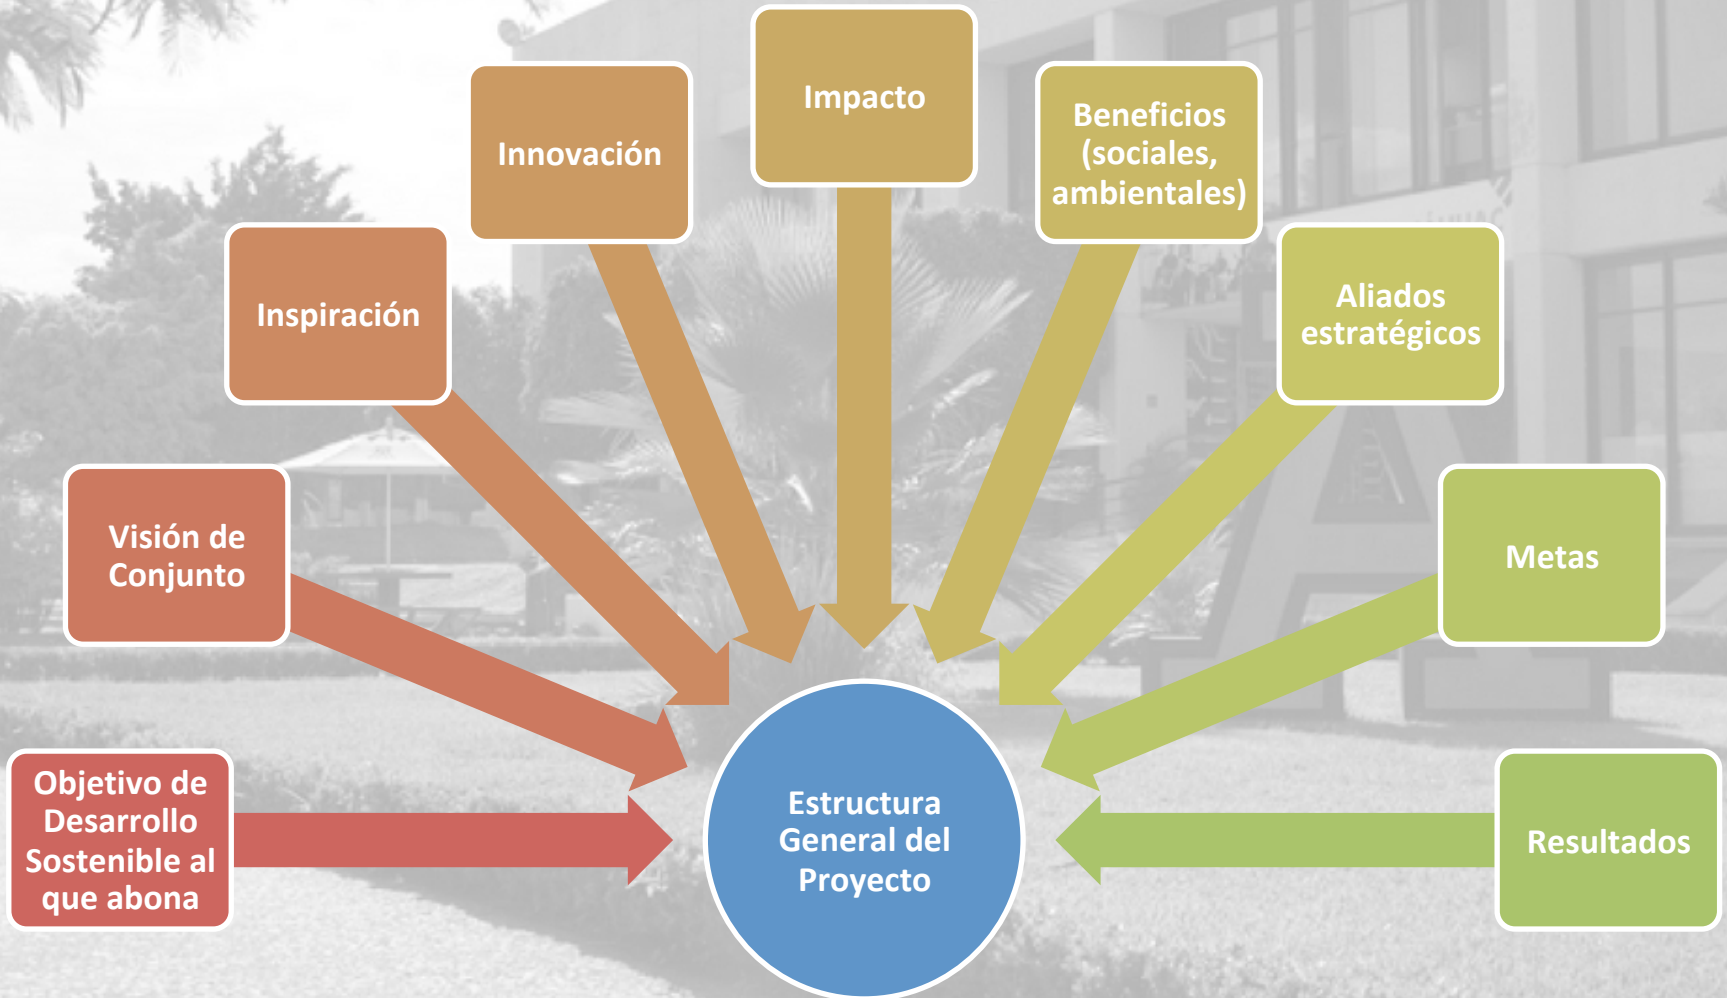 Objetivo de
Desarrollo
Sostenible al
que abona
Visión de
Conjunto
Inspiración
Innovación
Impacto
Beneficios
(sociales,
ambientales)
Aliados
estratégicos
Metas
Resultados
Estructura
General del
Proyecto